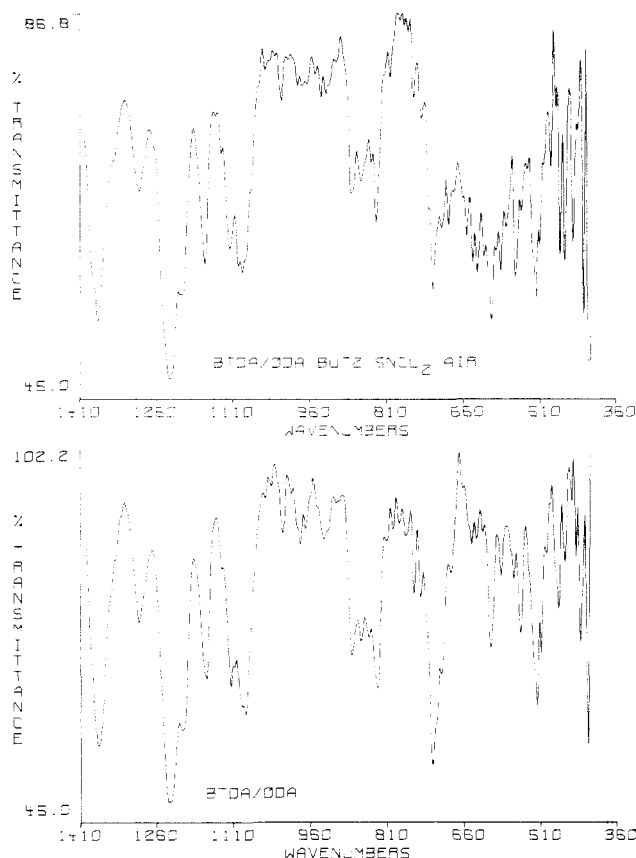 86.8
% TRANSMITTANCE
BTDA/ODA BUTZ SNCL2 AIR
45.0
1410 1260 1110 960 810 660 510 360
WAVENUMBERS
102.2
% TRANSMITTANCE
BTDA/ODA
45.0
1410 1260 1110 960 810 660 510 360
WAVENUMBERS